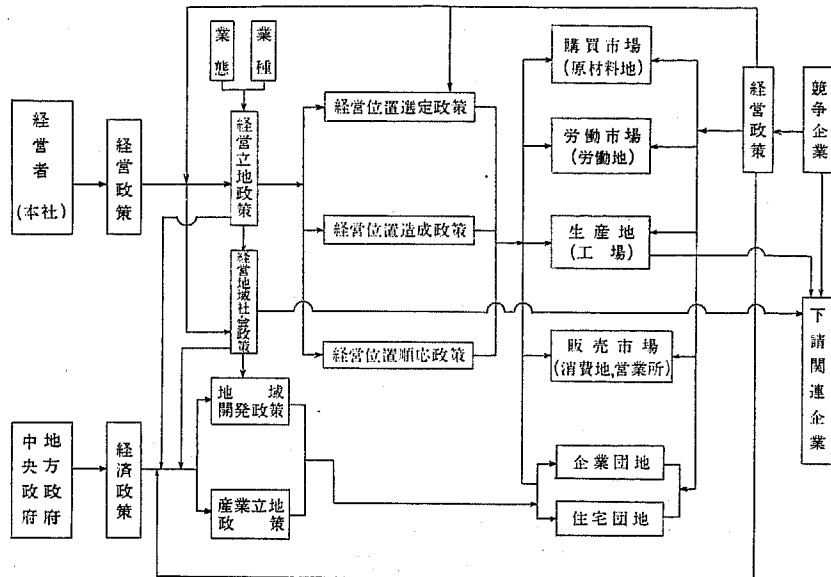 業態
業種
経営者
(本社)
経営政策
経営立地政策
経営位置選定政策
経営位置造成政策
経営位置順応政策
経営地域社会政策
購買市場
(原材料地)
労働市場
(労働地)
生産地
(工場)
販売市場
(消費地,営業所)
企業団地
住宅団地
経営政策
競争企業
下請関連企業
地方政府
中央政府
経済政策
地域
開発政策
産業立地
政策